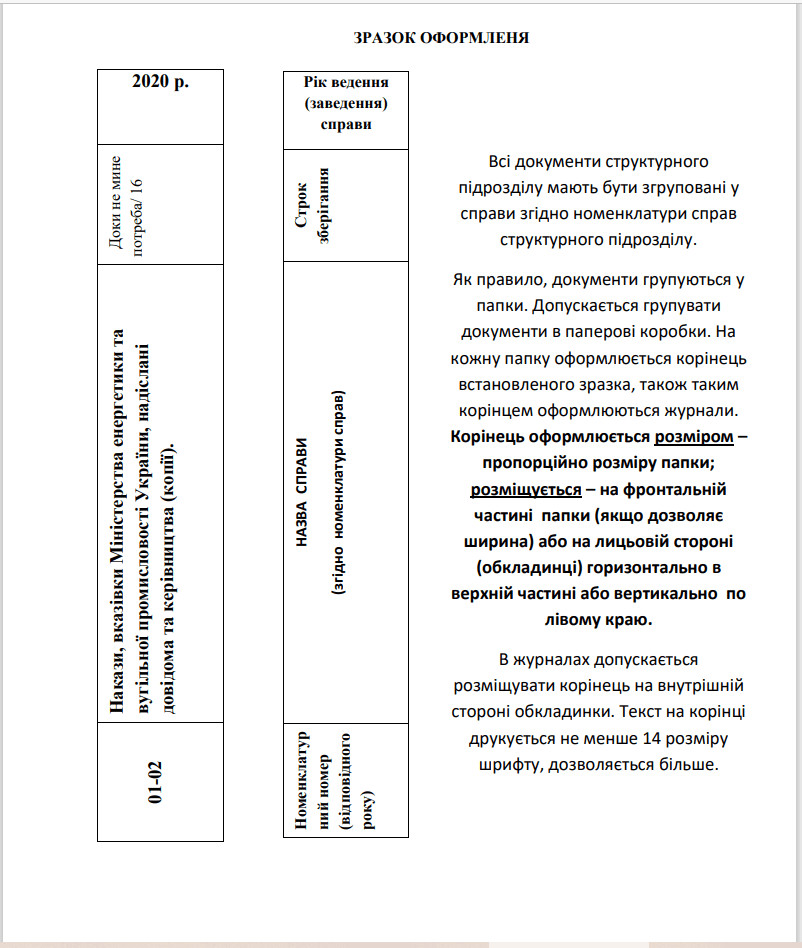 ЗРАЗОК ОФОРМЛЕНЯ
2020 р.
Доки не мине
потреба/ 16
Накази, вказівки Міністерства енергетики та
вугільної промисловості України, надіслані
довідома та керівництва (копії).
01-02
Рік ведення
(заведення)
справи
Строк
зберігання
НАЗВА СПРАВИ
(згідно номенклатури справ)
Номенклатур
ний номер
(відповідного
року)
Всі документи структурного
підрозділу мають бути згруповані у
справи згідно номенклатури справ
структурного підрозділу.
Як правило, документи групуються у
папки. Допускається групувати
документи в паперові коробки. На
кожну папку оформлюється корінець
встановленого зразка, також таким
корінцем оформлюються журнали.
Корінець оформлюється розміром –
пропорційно розміру папки;
розміщується – на фронтальній
частині папки (якщо дозволяє
ширина) або на лицьовій стороні
(обкладинці) горизонтально в
верхній частині або вертикально по
лівому краю.
В журналах допускається
розміщувати корінець на внутрішній
стороні обкладинки. Текст на корінці
друкується не менше 14 розміру
шрифту, дозволяється більше.